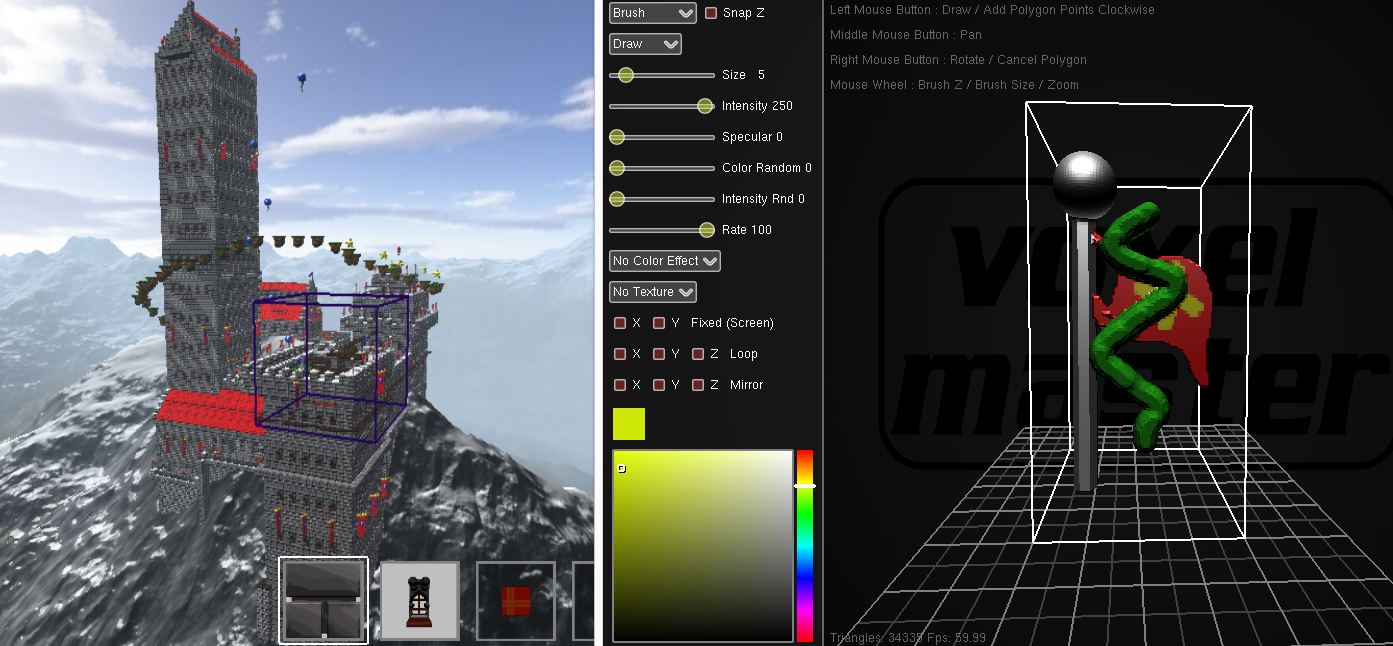 Brush Snap Z
Draw
Size 5
Intensity 250
Specular 0
Color Random 0
Intensity Rnd 0
Rate 100
No Color Effect
No Texture
X Y Fixed (Screen)
X Y Z Loop
X Y Z Mirror
Left Mouse Button : Draw / Add Polygon Points Clockwise
Middle Mouse Button : Pan
Right Mouse Button : Rotate / Cancel Polygon
Mouse Wheel : Brush Z / Brush Size / Zoom
voxel
master
Triangles: 34335 Fps: 59.99